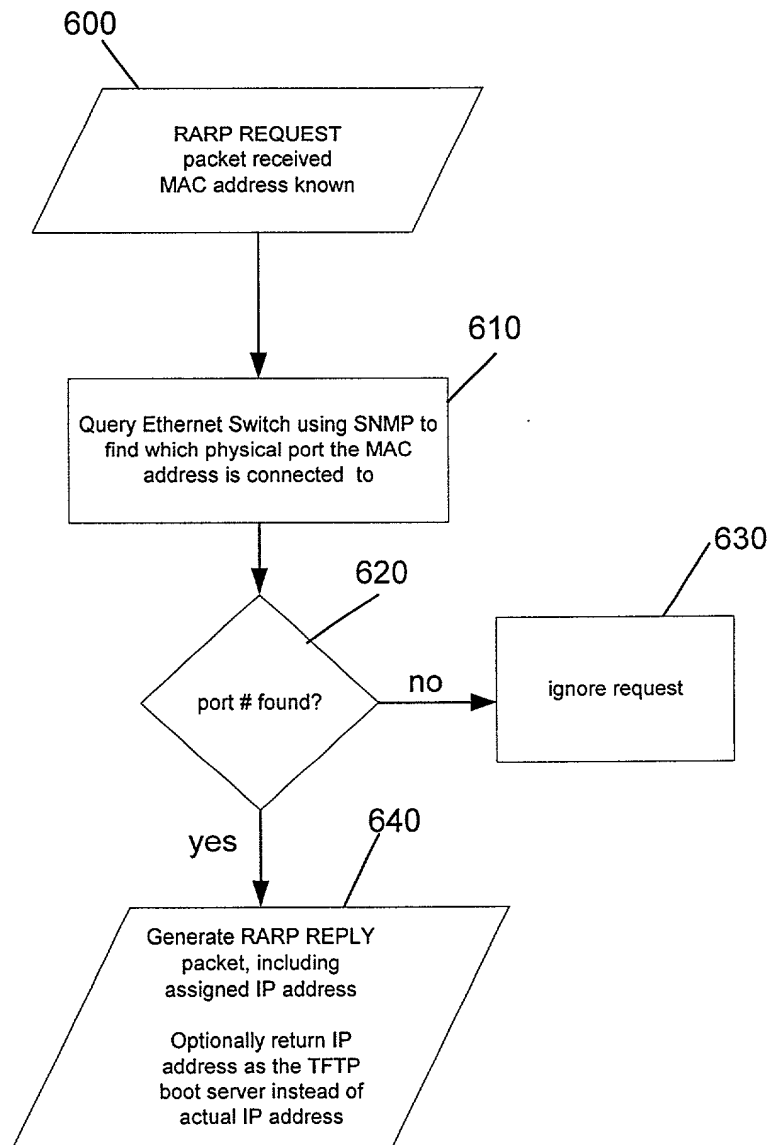 600
RARP REQUEST
packet received
MAC address known
610
Query Ethernet Switch using SNMP to
find which physical port the MAC
address is connected to
620
630
port # found?
no
ignore request
yes
640
Generate RARP REPLY
packet, including
assigned IP address
Optionally return IP
address as the TFTP
boot server instead of
actual IP address